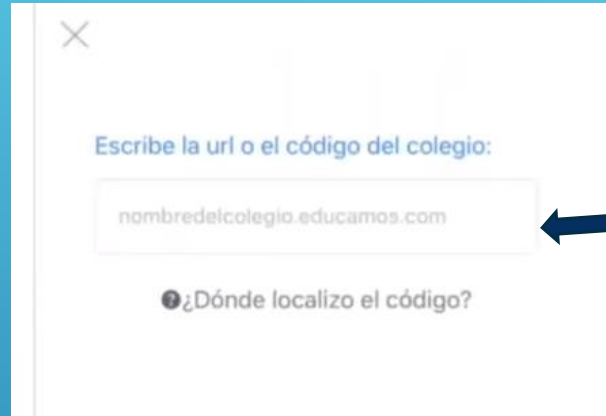 Escribe la url o el código del colegio:
nombredelcolegio.educamos.com
?¿Dónde localizo el código?